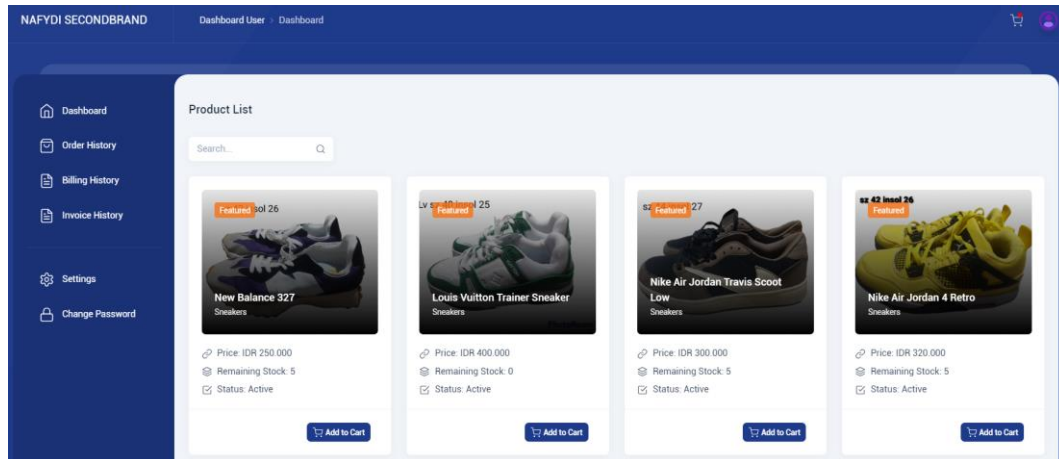 NAFYDI SECONDBRAND
Dashboard User > Dashboard
Dashboard
Order History
Billing History
Invoice History
Settings
Change Password
Product List
Search...
Featured
sol 26
New Balance 327
Sneakers
Price: IDR 250.000
Remaining Stock: 5
Status: Active
Add to Cart
Lv
25
Featured
Louis Vuitton Trainer Sneaker
Sneakers
Price: IDR 400.000
Remaining Stock: 0
Status: Active
Add to Cart
27
Featured
Nike Air Jordan Travis Scoot
Low
Sneakers
Price: IDR 300.000
Remaining Stock: 5
Status: Active
Add to Cart
sz 42 insol 26
Featured
Nike Air Jordan 4 Retro
Sneakers
Price: IDR 320.000
Remaining Stock: 5
Status: Active
Add to Cart